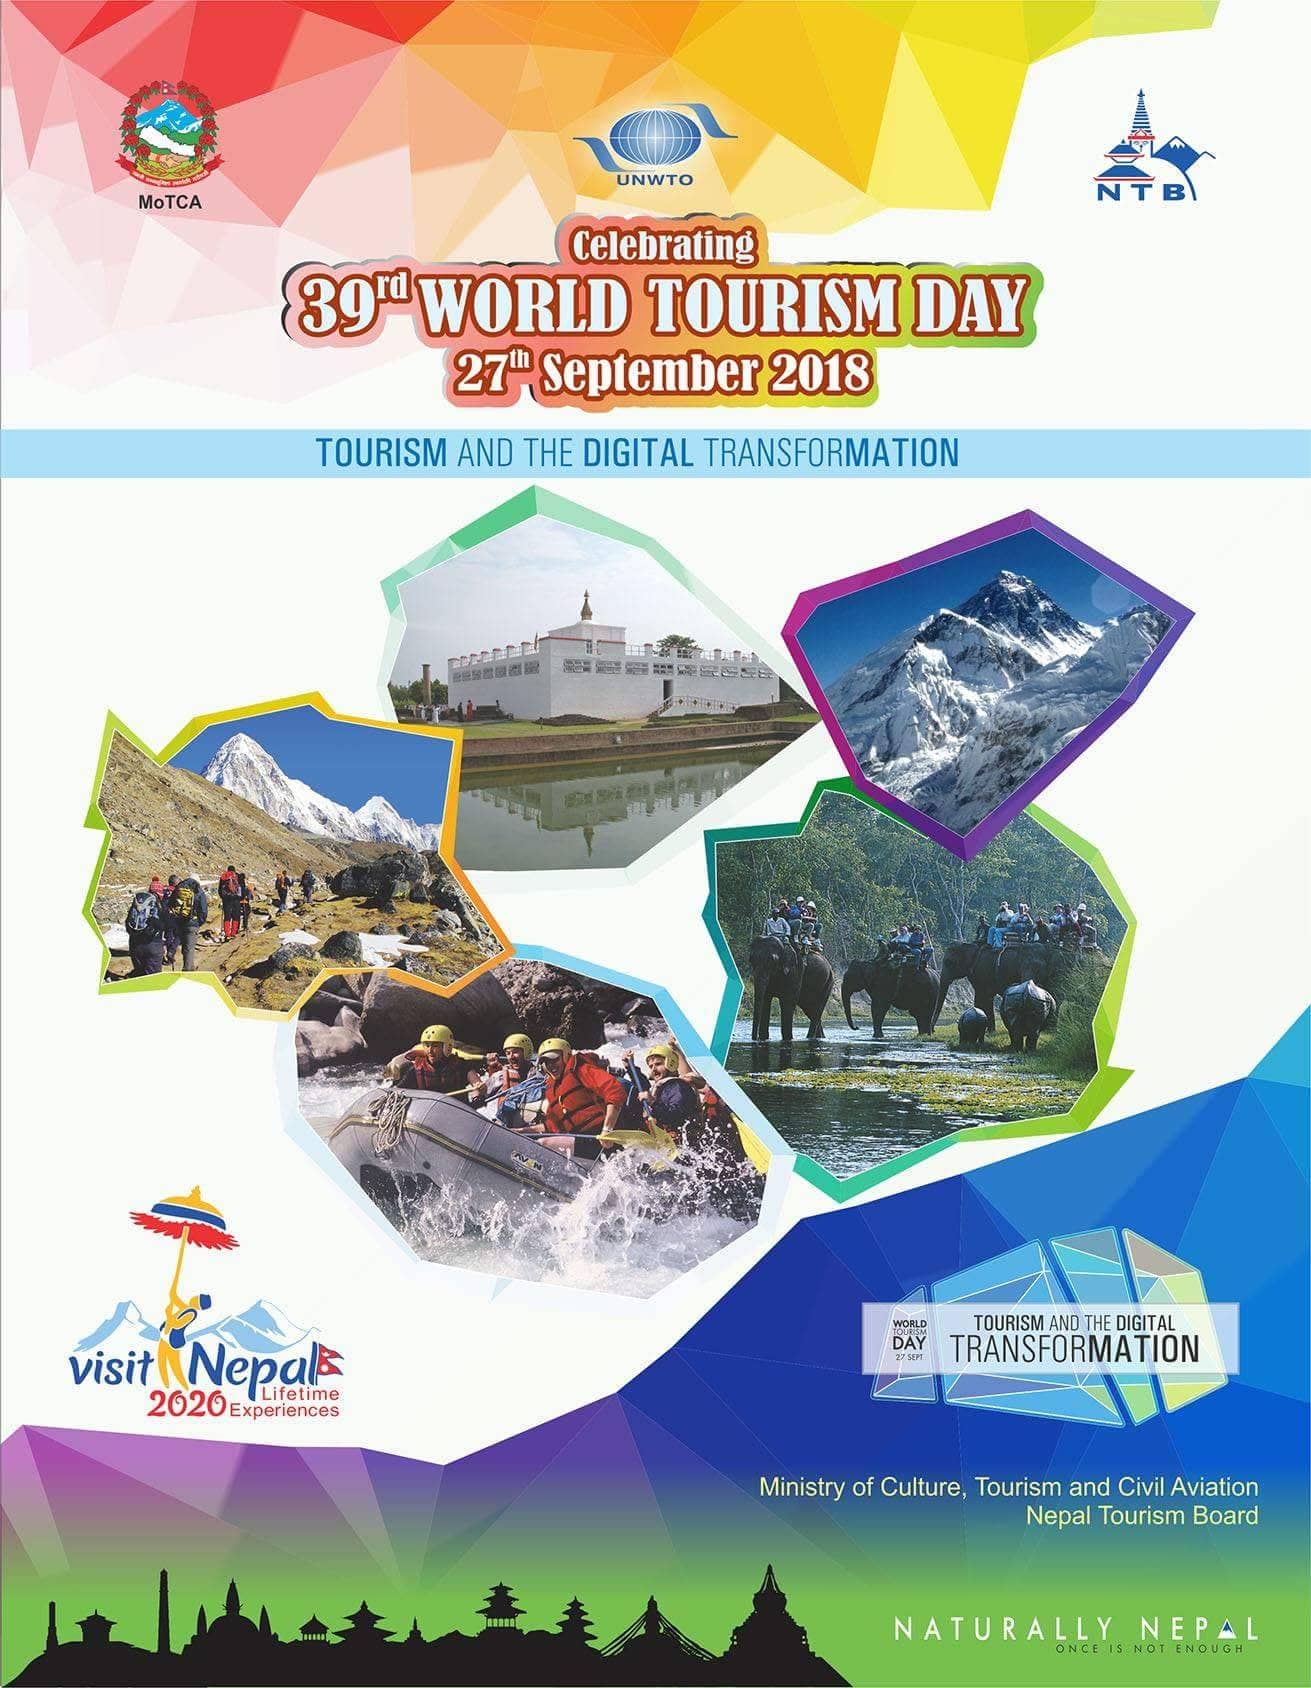 MoTCA
UNWTO
NTB
Celebrating
39rd WORLD TOURISM DAY
27th September 2018
TOURISM AND THE DIGITAL TRANSFORMATION
AVON
visit Nepal
2020 Lifetime
Experiences
WORLD
TOURISM
DAY
27 SEPT
TOURISM AND THE DIGITAL
TRANSFORMATION
Ministry of Culture, Tourism and Civil Aviation
Nepal Tourism Board
NATURALLY NEPAL
ONCE IS NOT ENOUGH